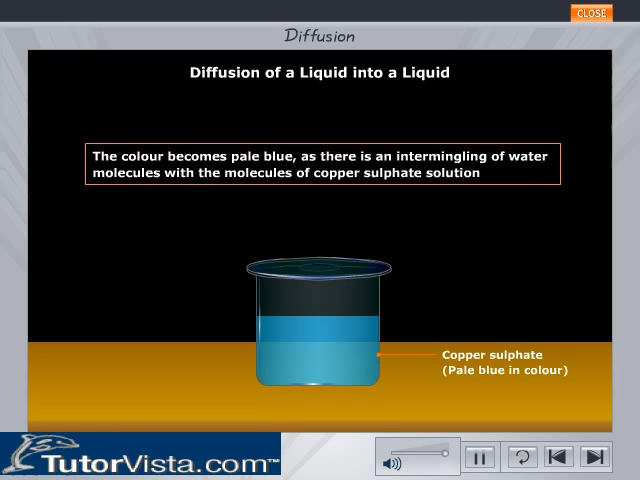 CLOSE
Diffusion
Diffusion of a Liquid into a Liquid
The colour becomes pale blue, as there is an intermingling of water
molecules with the molecules of copper sulphate solution
Copper sulphate
(Pale blue in colour)
TutorVista.com™